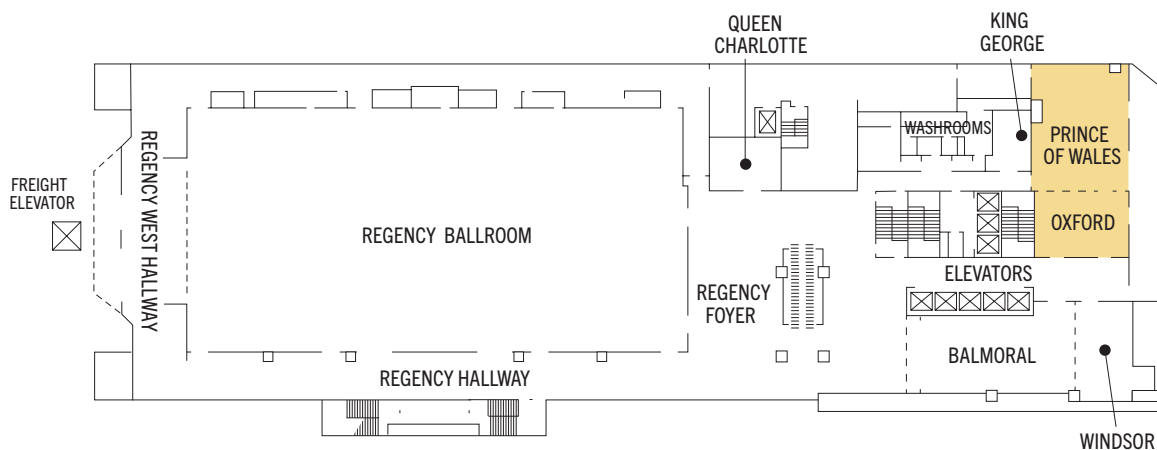 QUEEN
CHARLOTTE
KING
GEORGE
WASHROOMS
PRINCE
OF WALES
REGENCY WEST HALLWAY
FREIGHT
ELEVATOR
REGENCY BALLROOM
OXFORD
ELEVATORS
REGENCY
FOYER
BALMORAL
REGENCY HALLWAY
WINDSOR